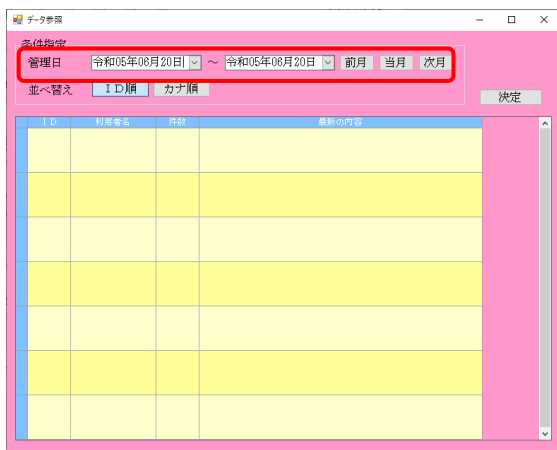 データ参照
条件指定
管理日 令和05年06月20日 ～ 令和05年06月20日 前月 当月 次月
並べ替え ＩＤ順 カナ順
決定
ＩＤ 利用者名 件数 最新の内容